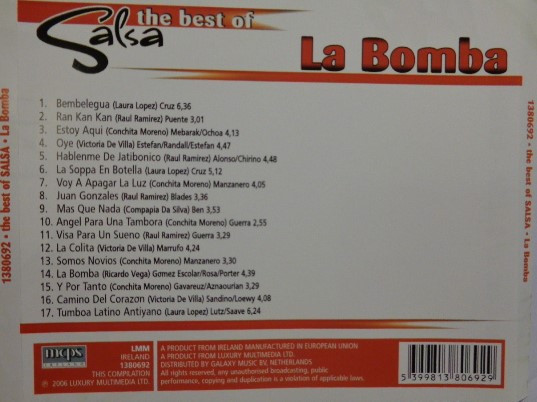 Salsa the best of
La Bomba
1. Bembelegua (Laura Lopez) Cruz 6,36
2. Ran Kan Kan (Raul Ramirez) Puente 3,01
3. Estoy Aqui (Conchita Moreno) Mebarak/Ochoa 4,13
4. Oye (Victoria De Villa) Estefan/Randall/Estefan 4,47
5. Hablenme De Jatibonico (Raul Ramirez) Alonso/Chirino 4,48
6. La Soppa En Botella (Laura Lopez) Cruz 5,12
7. Voy A Apagar La Luz (Conchita Moreno) Manzanero 4,05
8. Juan Gonzales (Raul Ramirez) Blades 3,36
9. Mas Que Nada (Compapia Da Silva) Ben 3,53
10. Angel Para Una Tambora (Conchita Moreno) Guerra 2,55
11. Visa Para Un Sueno (Raul Ramirez) Guerra 3,29
12. La Colita (Victoria De Villa) Marrufo 4,24
13. Somos Novios (Conchita Moreno) Manzanero 3,30
14. La Bomba (Ricardo Vega) Gomez Escolar/Rosa/Porter 4,39
15. Y Por Tanto (Conchita Moreno) Gavareuz/Aznaourian 3,29
16. Camino Del Corazon (Victoria De Villa) Sandino/Loewy 4,08
17. Tumboa Latino Antiyano (Laura Lopez) Lutz/Saave 6,24
1380692 • the best of SALSA • La Bomba
1380692 • the best of SALSA • La Bomba
mcps
IRELAND
LMM
IRELAND
1380692
THIS COMPILATION
℗ 2006 LUXURY MULTIMEDIA LTD.
A PRODUCT FROM IRELAND MANUFACTURED IN EUROPEAN UNION
A PRODUCT FROM LUXURY MULTIMEDIA LTD.
DISTRIBUTED BY GALAXY MUSIC BV, NETHERLANDS
All rights reserved, any unauthorised broadcasting, public
performance, copying and duplication is a violation of applicable laws.
5 399813 806929